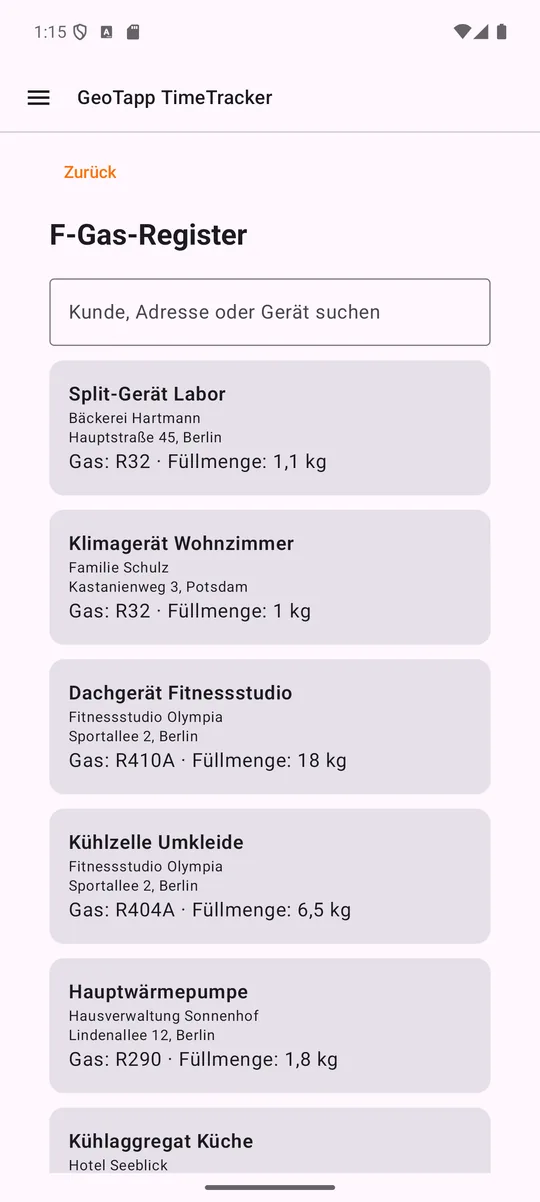 1:15
GeoTapp TimeTracker
Zurück
F-Gas-Register
Kunde, Adresse oder Gerät suchen
Split-Gerät Labor
Bäckerei Hartmann
Hauptstraße 45, Berlin
Gas: R32 · Füllmenge: 1,1 kg
Klimagerät Wohnzimmer
Familie Schulz
Kastanienweg 3, Potsdam
Gas: R32 · Füllmenge: 1 kg
Dachgerät Fitnessstudio
Fitnessstudio Olympia
Sportallee 2, Berlin
Gas: R410A · Füllmenge: 18 kg
Kühlzelle Umkleide
Fitnessstudio Olympia
Sportallee 2, Berlin
Gas: R404A · Füllmenge: 6,5 kg
Hauptwärmepumpe
Hausverwaltung Sonnenhof
Lindenallee 12, Berlin
Gas: R290 · Füllmenge: 1,8 kg
Kühlaggregat Küche
Hotel Seeblick